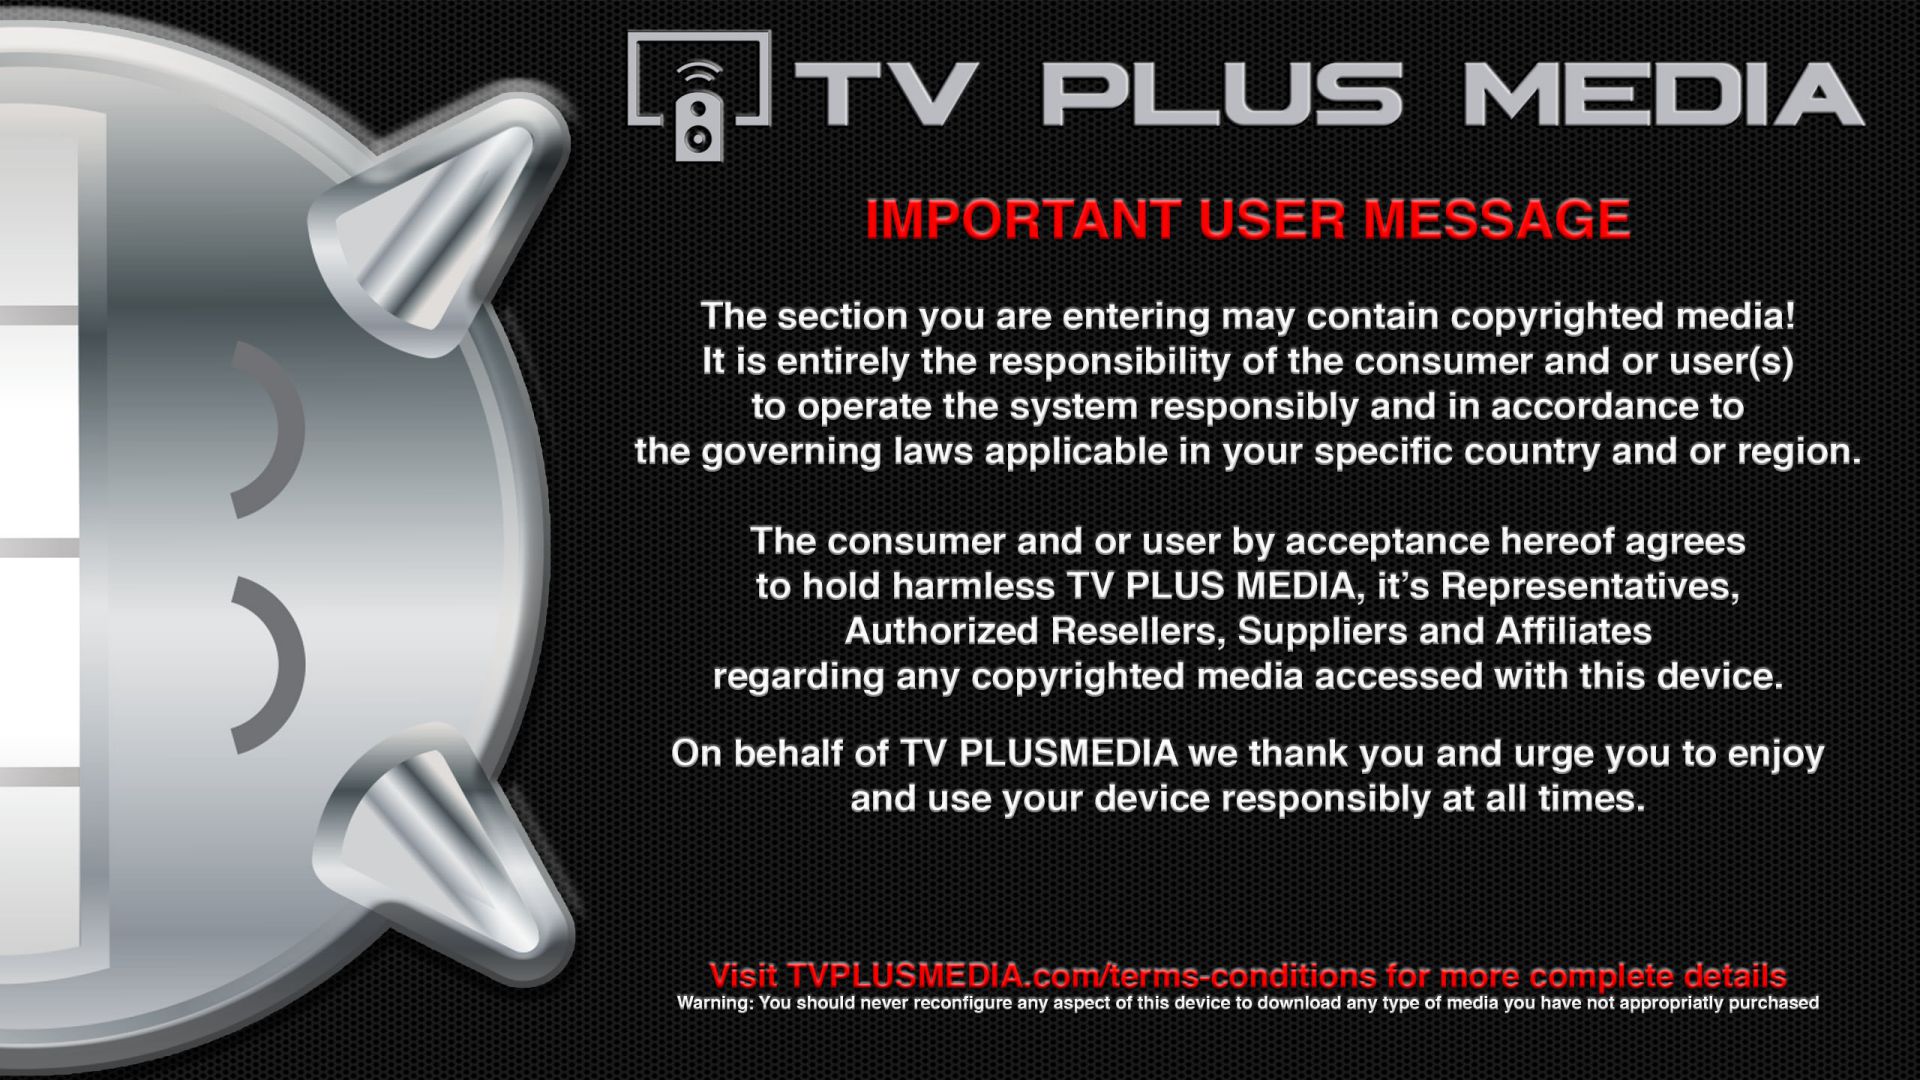 TV PLUS MEDIA
IMPORTANT USER MESSAGE
The section you are entering may contain copyrighted media!
It is entirely the responsibility of the consumer and or user(s)
to operate the system responsibly and in accordance to
the governing laws applicable in your specific country and or region.
The consumer and or user by acceptance hereof agrees
to hold harmless TV PLUS MEDIA, it’s Representatives,
Authorized Resellers, Suppliers and Affiliates
regarding any copyrighted media accessed with this device.
On behalf of TV PLUSMEDIA we thank you and urge you to enjoy
and use your device responsibly at all times.
Visit TVPLUSMEDIA.com/terms-conditions for more complete details
Warning: You should never reconfigure any aspect of this device to download any type of media you have not appropriatly purchased